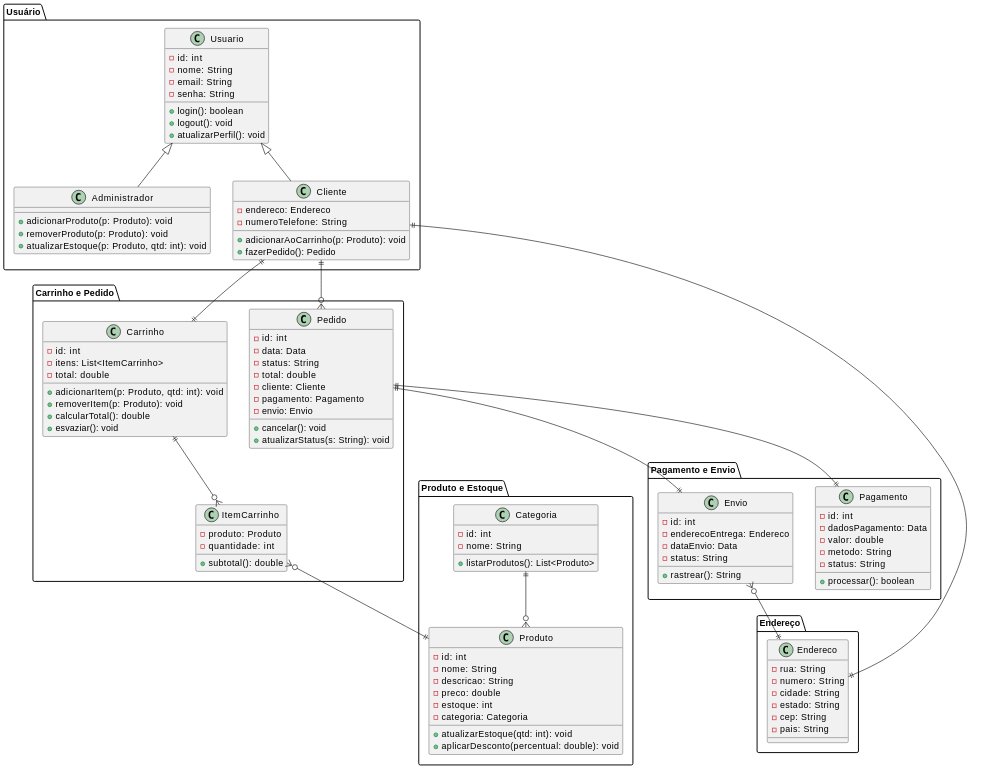 Usuário
C Usuario
id: int
nome: String
email: String
senha: String
login(): boolean
logout(): void
atualizarPerfil(): void
C Administrador
adicionarProduto(p: Produto): void
removerProduto(p: Produto): void
atualizarEstoque(p: Produto, qtd: int): void
C Cliente
endereco: Endereco
numeroTelefone: String
adicionarAoCarrinho(p: Produto): void
fazerPedido(): Pedido
Carrinho e Pedido
C Carrinho
id: int
itens: List<ItemCarrinho>
total: double
adicionarItem(p: Produto, qtd: int): void
removerItem(p: Produto): void
calcularTotal(): double
esvaziar(): void
C Pedido
id: int
data: Data
status: String
total: double
cliente: Cliente
pagamento: Pagamento
envio: Envio
cancelar(): void
atualizarStatus(s: String): void
C ItemCarrinho
produto: Produto
quantidade: int
subtotal(): double
Produto e Estoque
C Categoria
id: int
nome: String
listarProdutos(): List<Produto>
C Produto
id: int
nome: String
descricao: String
preco: double
estoque: int
categoria: Categoria
atualizarEstoque(qtd: int): void
aplicarDesconto(percentual: double): void
Pagamento e Envio
C Envio
id: int
enderecoEntrega: Endereco
dataEnvio: Data
status: String
rastrear(): String
C Pagamento
id: int
dadosPagamento: Data
valor: double
metodo: String
status: String
processar(): boolean
Endereço
C Endereco
rua: String
numero: String
cidade: String
estado: String
cep: String
pais: String